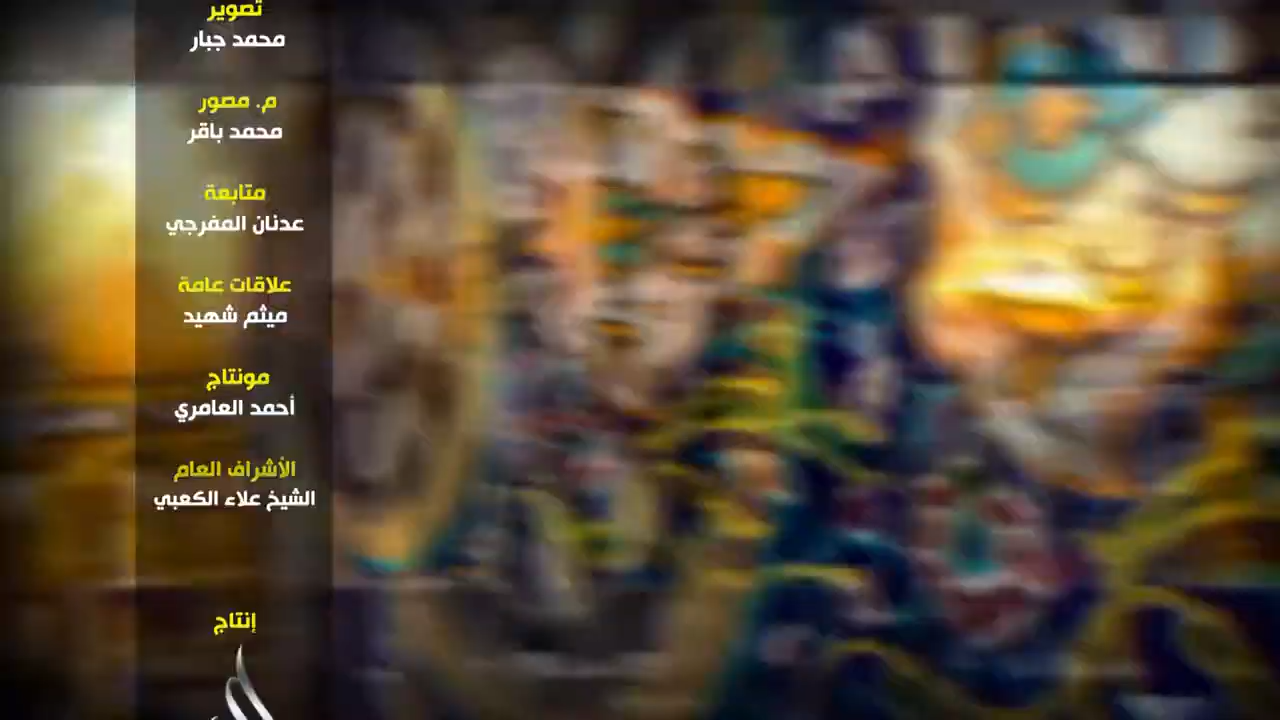 تصوير
محمد جبار
م. مصور
محمد باقر
متابعة
عدنان المفرجي
علاقات عامة
ميثم شهيد
مونتاج
أحمد العامري
الأشراف العام
الشيخ علاء الكعبي
إنتاج